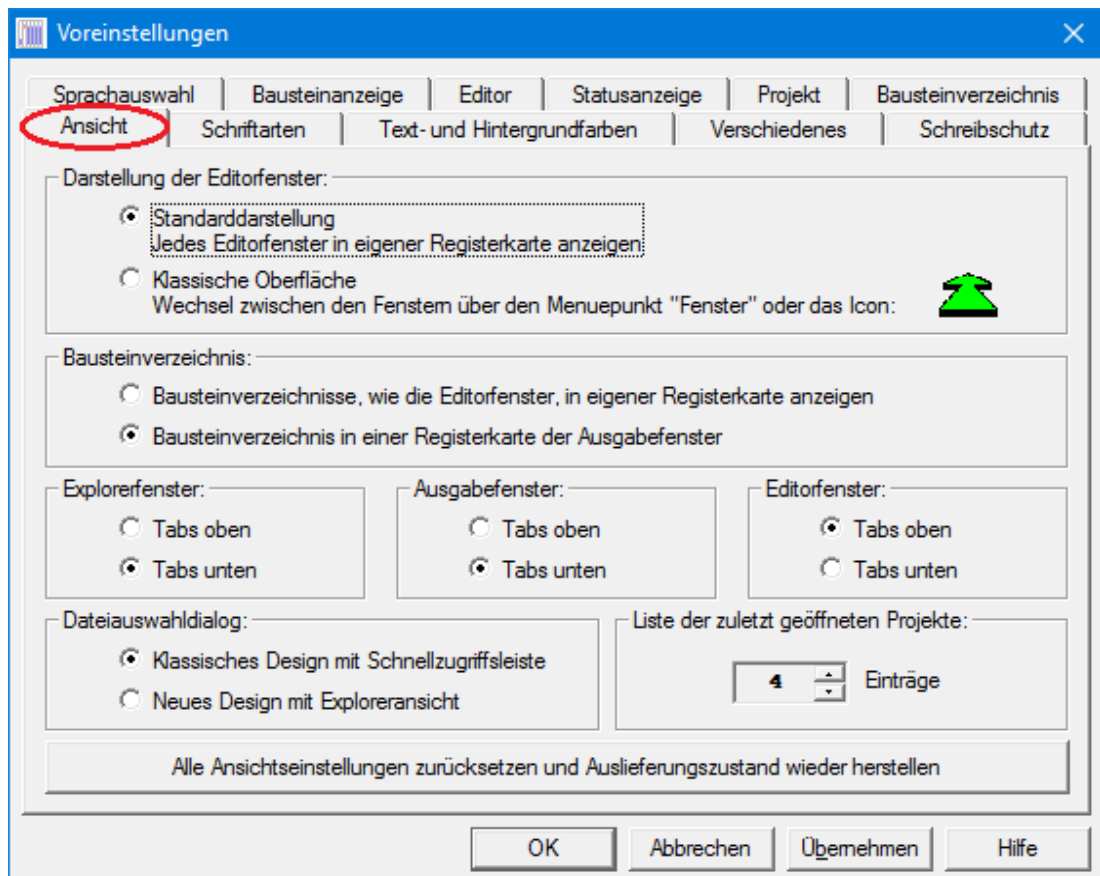 Voreinstellungen
Sprachauswahl Bausteinanzeige Editor Statusanzeige Projekt Bausteinverzeichnis
Ansicht Schriftarten Text- und Hintergrundfarben Verschiedenes Schreibschutz
Darstellung der Editorfenster:
Standarddarstellung
Jedes Editorfenster in eigener Registerkarte anzeigen
Klassische Oberfläche
Wechsel zwischen den Fenstern über den Menuepunkt "Fenster" oder das Icon:
Bausteinverzeichnis:
Bausteinverzeichnisse, wie die Editorfenster, in eigener Registerkarte anzeigen
Bausteinverzeichnis in einer Registerkarte der Ausgabefenster
Explorerfenster: Ausgabefenster: Editorfenster:
Tabs oben Tabs oben Tabs oben
Tabs unten Tabs unten Tabs unten
Dateiauswahldialog: Liste der zuletzt geöffneten Projekte:
Klassisches Design mit Schnellzugriffsleiste
4 Einträge
Neues Design mit Exploreransicht
Alle Ansichtseinstellungen zurücksetzen und Auslieferungszustand wieder herstellen
OK Abbrechen Übernehmen Hilfe